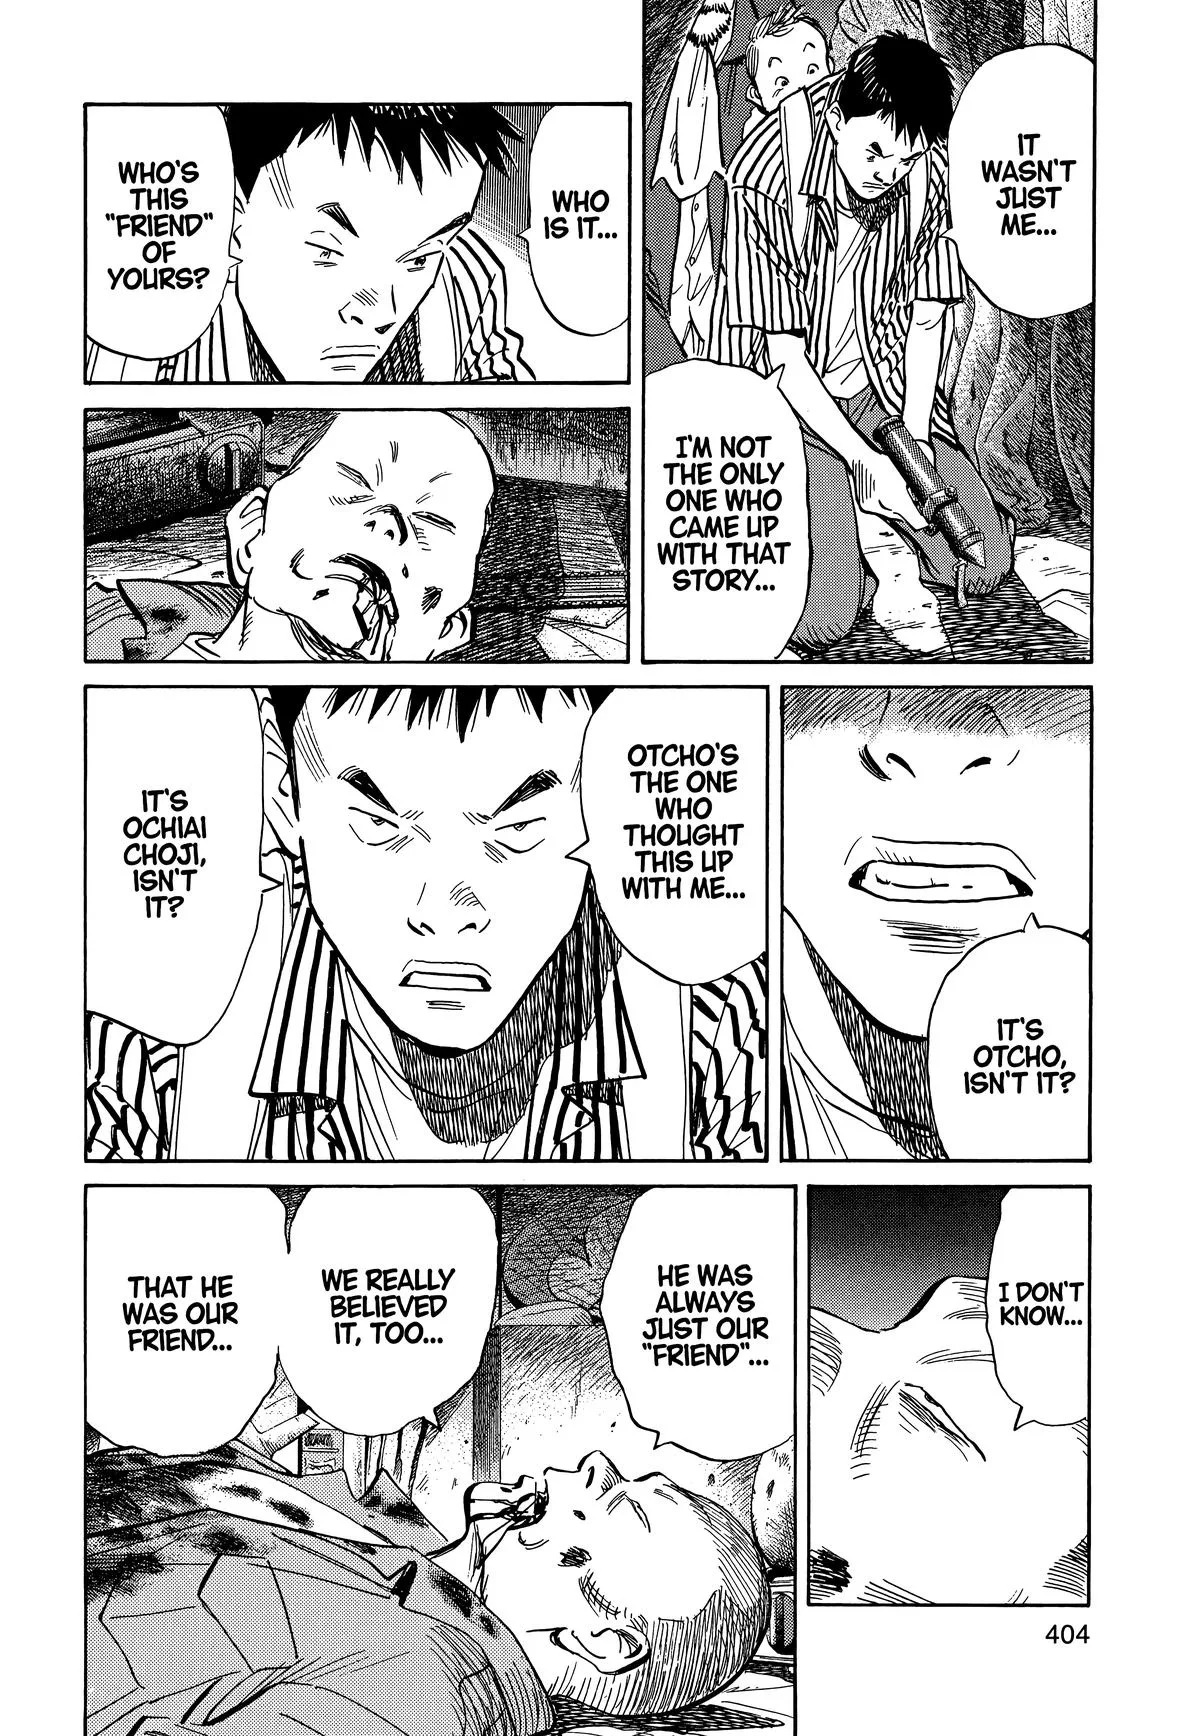 IT
WASN'T
JUST
ME...
I'M NOT
THE ONLY
ONE WHO
CAME UP
WITH THAT
STORY...
WHO
IS IT...
WHO'S
THIS
"FRIEND"
OF
YOURS?
IT'S
OTCHO,
ISN'T IT?
OTCHO'S
THE ONE
WHO
THOUGHT
THIS UP
WITH ME...
IT'S
OCHIAI
CHOJI,
ISN'T
IT?
I DON'T
KNOW...
HE WAS
ALWAYS
JUST OUR
"FRIEND"...
WE REALLY
BELIEVED
IT, TOO...
THAT HE
WAS OUR
FRIEND...
404